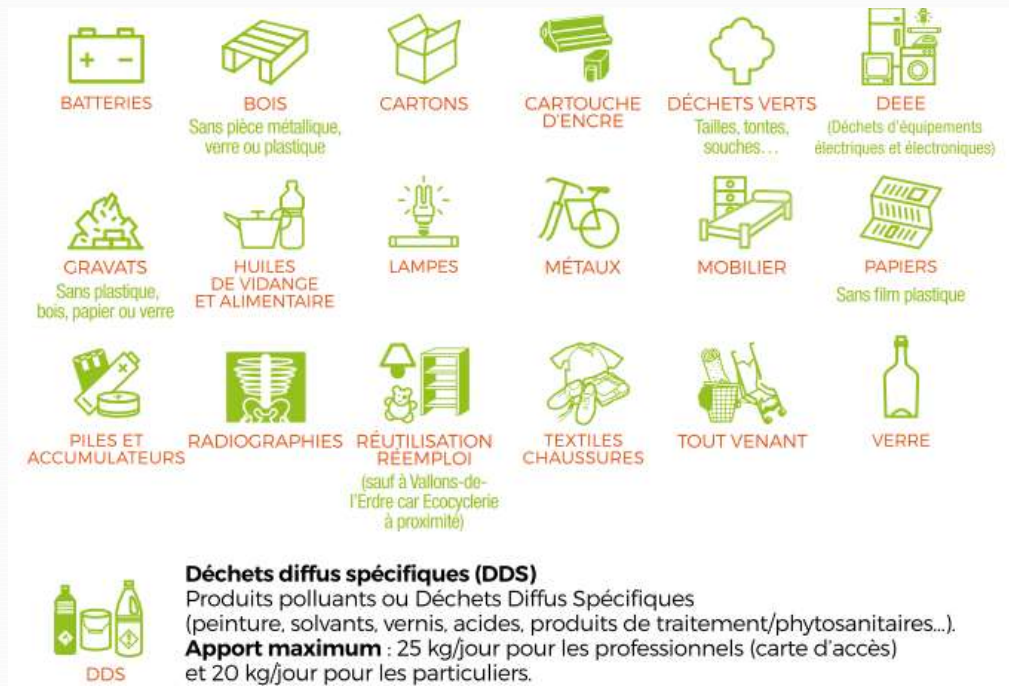 BATTERIES
BOIS
Sans pièce métallique,
verre ou plastique
CARTONS
CARTOUCHE
D'ENCRE
DÉCHETS VERTS
Tailles, tontes,
souches...
DEEE
(Déchets d'équipements
électriques et électroniques)
GRAVATS
Sans plastique,
bois, papier ou verre
HUILES
DE VIDANGE
ET ALIMENTAIRE
LAMPES
MÉTAUX
MOBILIER
PAPIERS
Sans film plastique
PILES ET
ACCUMULATEURS
RADIOGRAPHIES
RÉUTILISATION
RÉEMPLOI
(sauf à Vallons-de-
l'Erdre car Ecocyclerie
à proximité)
TEXTILES
CHAUSSURES
TOUT VENANT
VERRE
DDS
Déchets diffus spécifiques (DDS)
Produits polluants ou Déchets Diffus Spécifiques
(peinture, solvants, vernis, acides, produits de traitement/phytosanitaires...).
Apport maximum : 25 kg/jour pour les professionnels (carte d'accès)
et 20 kg/jour pour les particuliers.